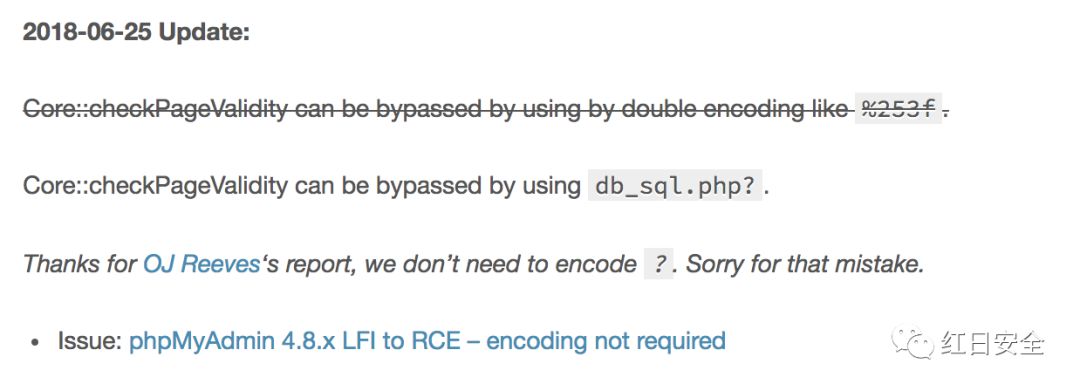 2018-06-25 Update:
Core::checkPageValidity can be bypassed by using by double encoding like %253f.
Core::checkPageValidity can be bypassed by using db_sql.php?.
Thanks for OJ Reeves‘s report, we don’t need to encode ?. Sorry for that mistake.
• Issue: phpMyAdmin 4.8.x LFI to RCE – encoding not required
红日安全